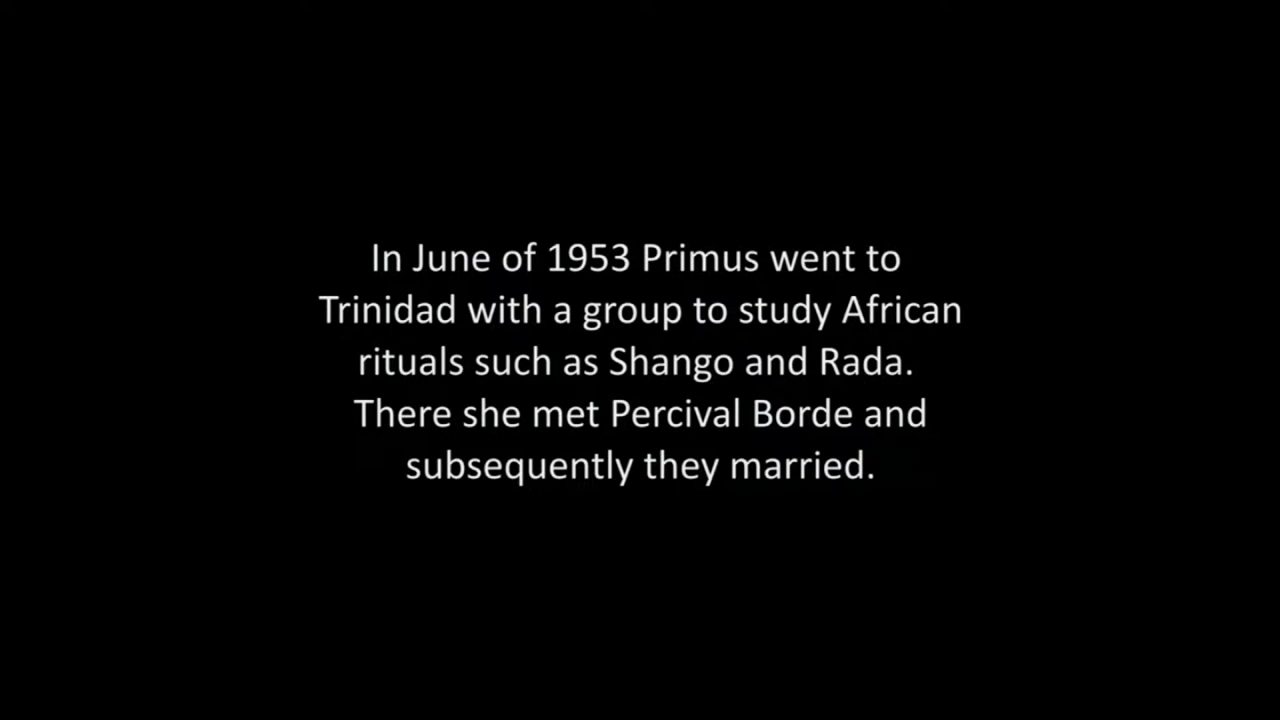 In June of 1953 Primus went to
Trinidad with a group to study African
rituals such as Shango and Rada.
There she met Percival Borde and
subsequently they married.